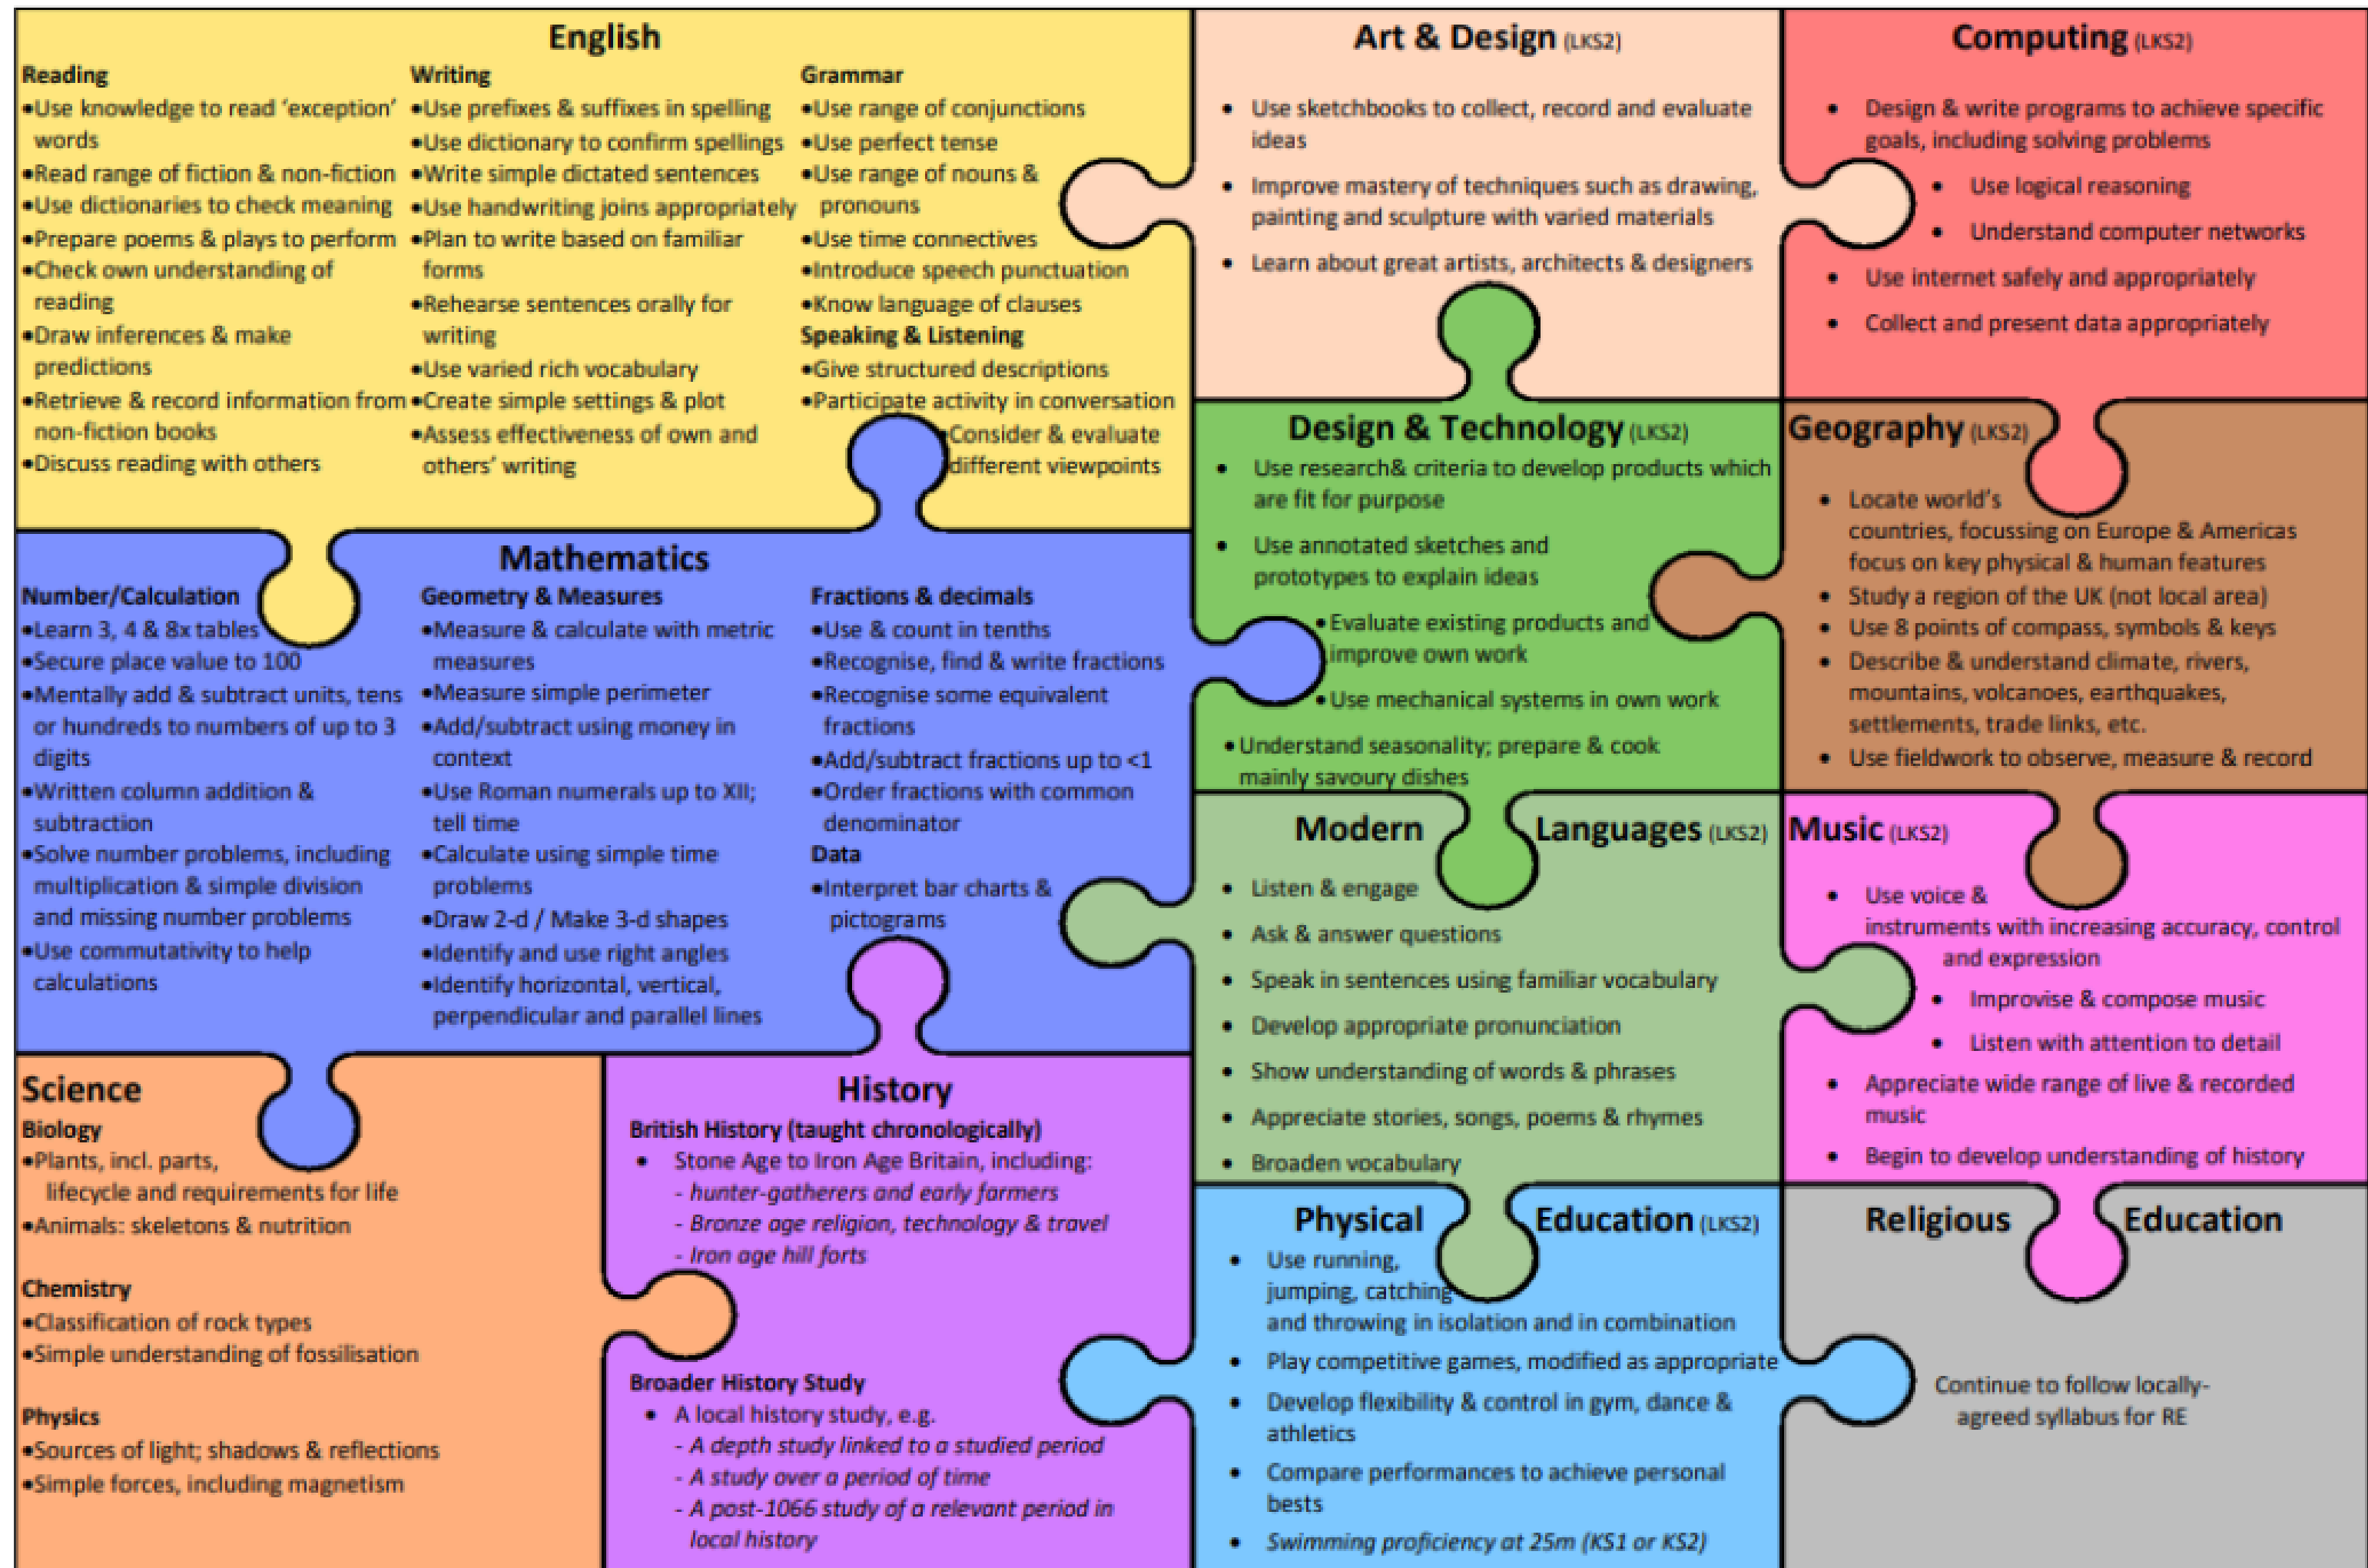 English
Reading
•Use knowledge to read ‘exception’
words
•Read range of fiction & non-fiction
•Use dictionaries to check meaning
•Prepare poems & plays to perform
•Check own understanding of
reading
•Draw inferences & make
predictions
•Retrieve & record information from
non-fiction books
•Discuss reading with others
Writing
•Use prefixes & suffixes in spelling
•Use dictionary to confirm spellings
•Write simple dictated sentences
•Use handwriting joins appropriately
•Plan to write based on familiar
forms
•Rehearse sentences orally for
writing
•Use varied rich vocabulary
•Create simple settings & plot
•Assess effectiveness of own and
others’ writing
Grammar
•Use range of conjunctions
•Use perfect tense
•Use range of nouns &
pronouns
•Use time connectives
•Introduce speech punctuation
•Know language of clauses
Speaking & Listening
•Give structured descriptions
•Participate activity in conversation
•Consider & evaluate
different viewpoints
Art & Design (LKS2)
• Use sketchbooks to collect, record and evaluate
ideas
• Improve mastery of techniques such as drawing,
painting and sculpture with varied materials
• Learn about great artists, architects & designers
Computing (LKS2)
• Design & write programs to achieve specific
goals, including solving problems
• Use logical reasoning
• Understand computer networks
• Use internet safely and appropriately
• Collect and present data appropriately
Mathematics
Number/Calculation
•Learn 3, 4 & 8x tables
•Secure place value to 100
•Mentally add & subtract units, tens
or hundreds to numbers of up to 3
digits
•Written column addition &
subtraction
•Solve number problems, including
multiplication & simple division
and missing number problems
•Use commutativity to help
calculations
Geometry & Measures
•Measure & calculate with metric
measures
•Measure simple perimeter
•Add/subtract using money in
context
•Use Roman numerals up to XII;
tell time
•Calculate using simple time
problems
•Draw 2-d / Make 3-d shapes
•Identify and use right angles
•Identify horizontal, vertical,
perpendicular and parallel lines
Fractions & decimals
•Use & count in tenths
•Recognise, find & write fractions
•Recognise some equivalent
fractions
•Add/subtract fractions up to <1
•Order fractions with common
denominator
Data
•Interpret bar charts &
pictograms
Design & Technology (LKS2)
• Use research& criteria to develop products which
are fit for purpose
• Use annotated sketches and
prototypes to explain ideas
•Evaluate existing products and
improve own work
•Use mechanical systems in own work
•Understand seasonality; prepare & cook
mainly savoury dishes
Geography (LKS2)
• Locate world’s
countries, focussing on Europe & Americas
focus on key physical & human features
• Study a region of the UK (not local area)
• Use 8 points of compass, symbols & keys
• Describe & understand climate, rivers,
mountains, volcanoes, earthquakes,
settlements, trade links, etc.
• Use fieldwork to observe, measure & record
Modern Languages (LKS2)
• Listen & engage
• Ask & answer questions
• Speak in sentences using familiar vocabulary
• Develop appropriate pronunciation
• Show understanding of words & phrases
• Appreciate stories, songs, poems & rhymes
• Broaden vocabulary
Music (LKS2)
• Use voice &
instruments with increasing accuracy, control
and expression
• Improvise & compose music
• Listen with attention to detail
• Appreciate wide range of live & recorded
music
• Begin to develop understanding of history
Science
Biology
•Plants, incl. parts,
lifecycle and requirements for life
•Animals: skeletons & nutrition
Chemistry
•Classification of rock types
•Simple understanding of fossilisation
Physics
•Sources of light; shadows & reflections
•Simple forces, including magnetism
History
British History (taught chronologically)
• Stone Age to Iron Age Britain, including:
- hunter-gatherers and early farmers
- Bronze age religion, technology & travel
- Iron age hill forts
Broader History Study
• A local history study, e.g.
- A depth study linked to a studied period
- A study over a period of time
- A post-1066 study of a relevant period in
local history
Physical Education (LKS2)
• Use running,
jumping, catching
and throwing in isolation and in combination
• Play competitive games, modified as appropriate
• Develop flexibility & control in gym, dance &
athletics
• Compare performances to achieve personal
bests
• Swimming proficiency at 25m (KS1 or KS2)
Religious Education
Continue to follow locally-
agreed syllabus for RE